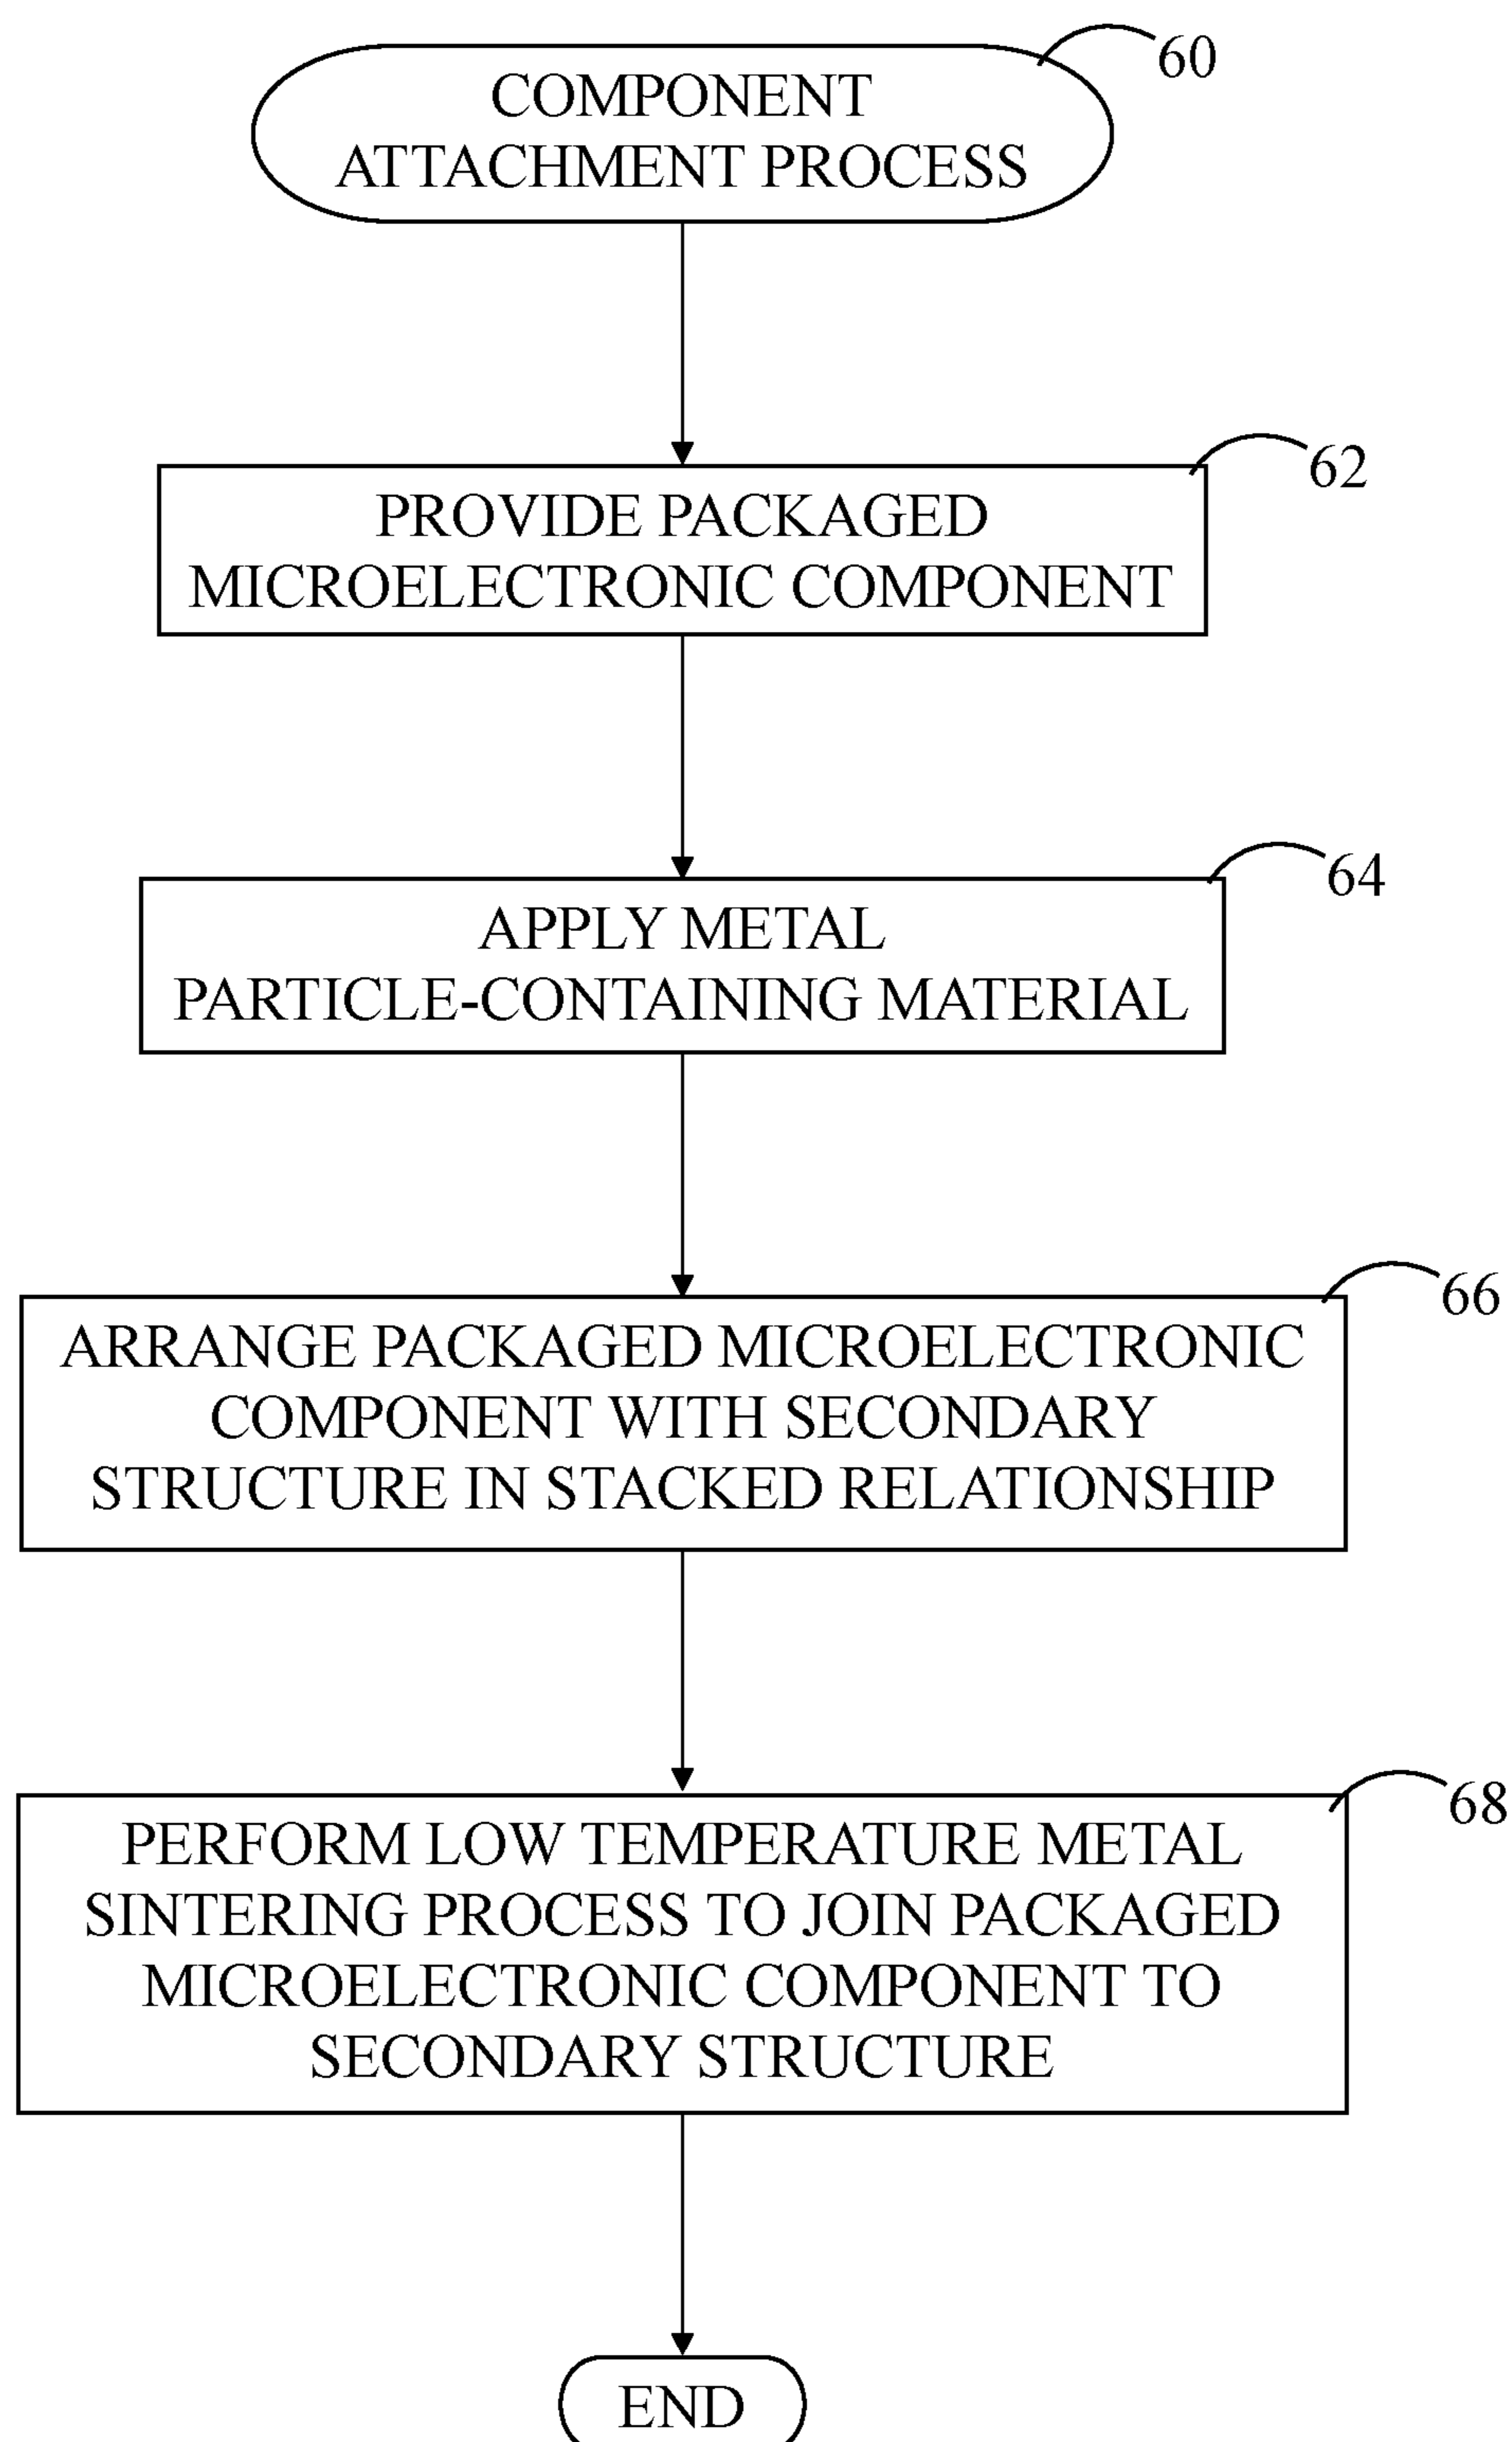 60
COMPONENT
ATTACHMENT PROCESS
62
PROVIDE PACKAGED
MICROELECTRONIC COMPONENT
64
APPLY METAL
PARTICLE-CONTAINING MATERIAL
66
ARRANGE PACKAGED MICROELECTRONIC
COMPONENT WITH SECONDARY
STRUCTURE IN STACKED RELATIONSHIP
68
PERFORM LOW TEMPERATURE METAL
SINTERING PROCESS TO JOIN PACKAGED
MICROELECTRONIC COMPONENT TO
SECONDARY STRUCTURE
END